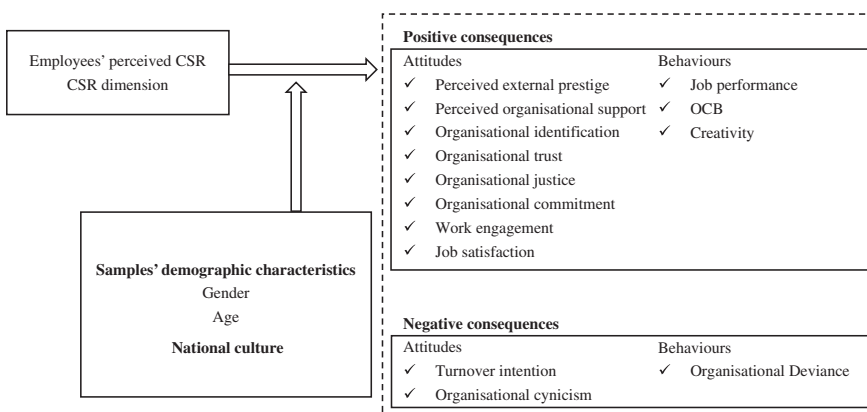 Employees' perceived CSR
CSR dimension
Samples' demographic characteristics
Gender
Age
National culture
Positive consequences
Attitudes
✓ Perceived external prestige
✓ Perceived organisational support
✓ Organisational identification
✓ Organisational trust
✓ Organisational justice
✓ Organisational commitment
✓ Work engagement
✓ Job satisfaction
Behaviours
✓ Job performance
✓ OCB
✓ Creativity
Negative consequences
Attitudes
✓ Turnover intention
✓ Organisational cynicism
Behaviours
✓ Organisational Deviance